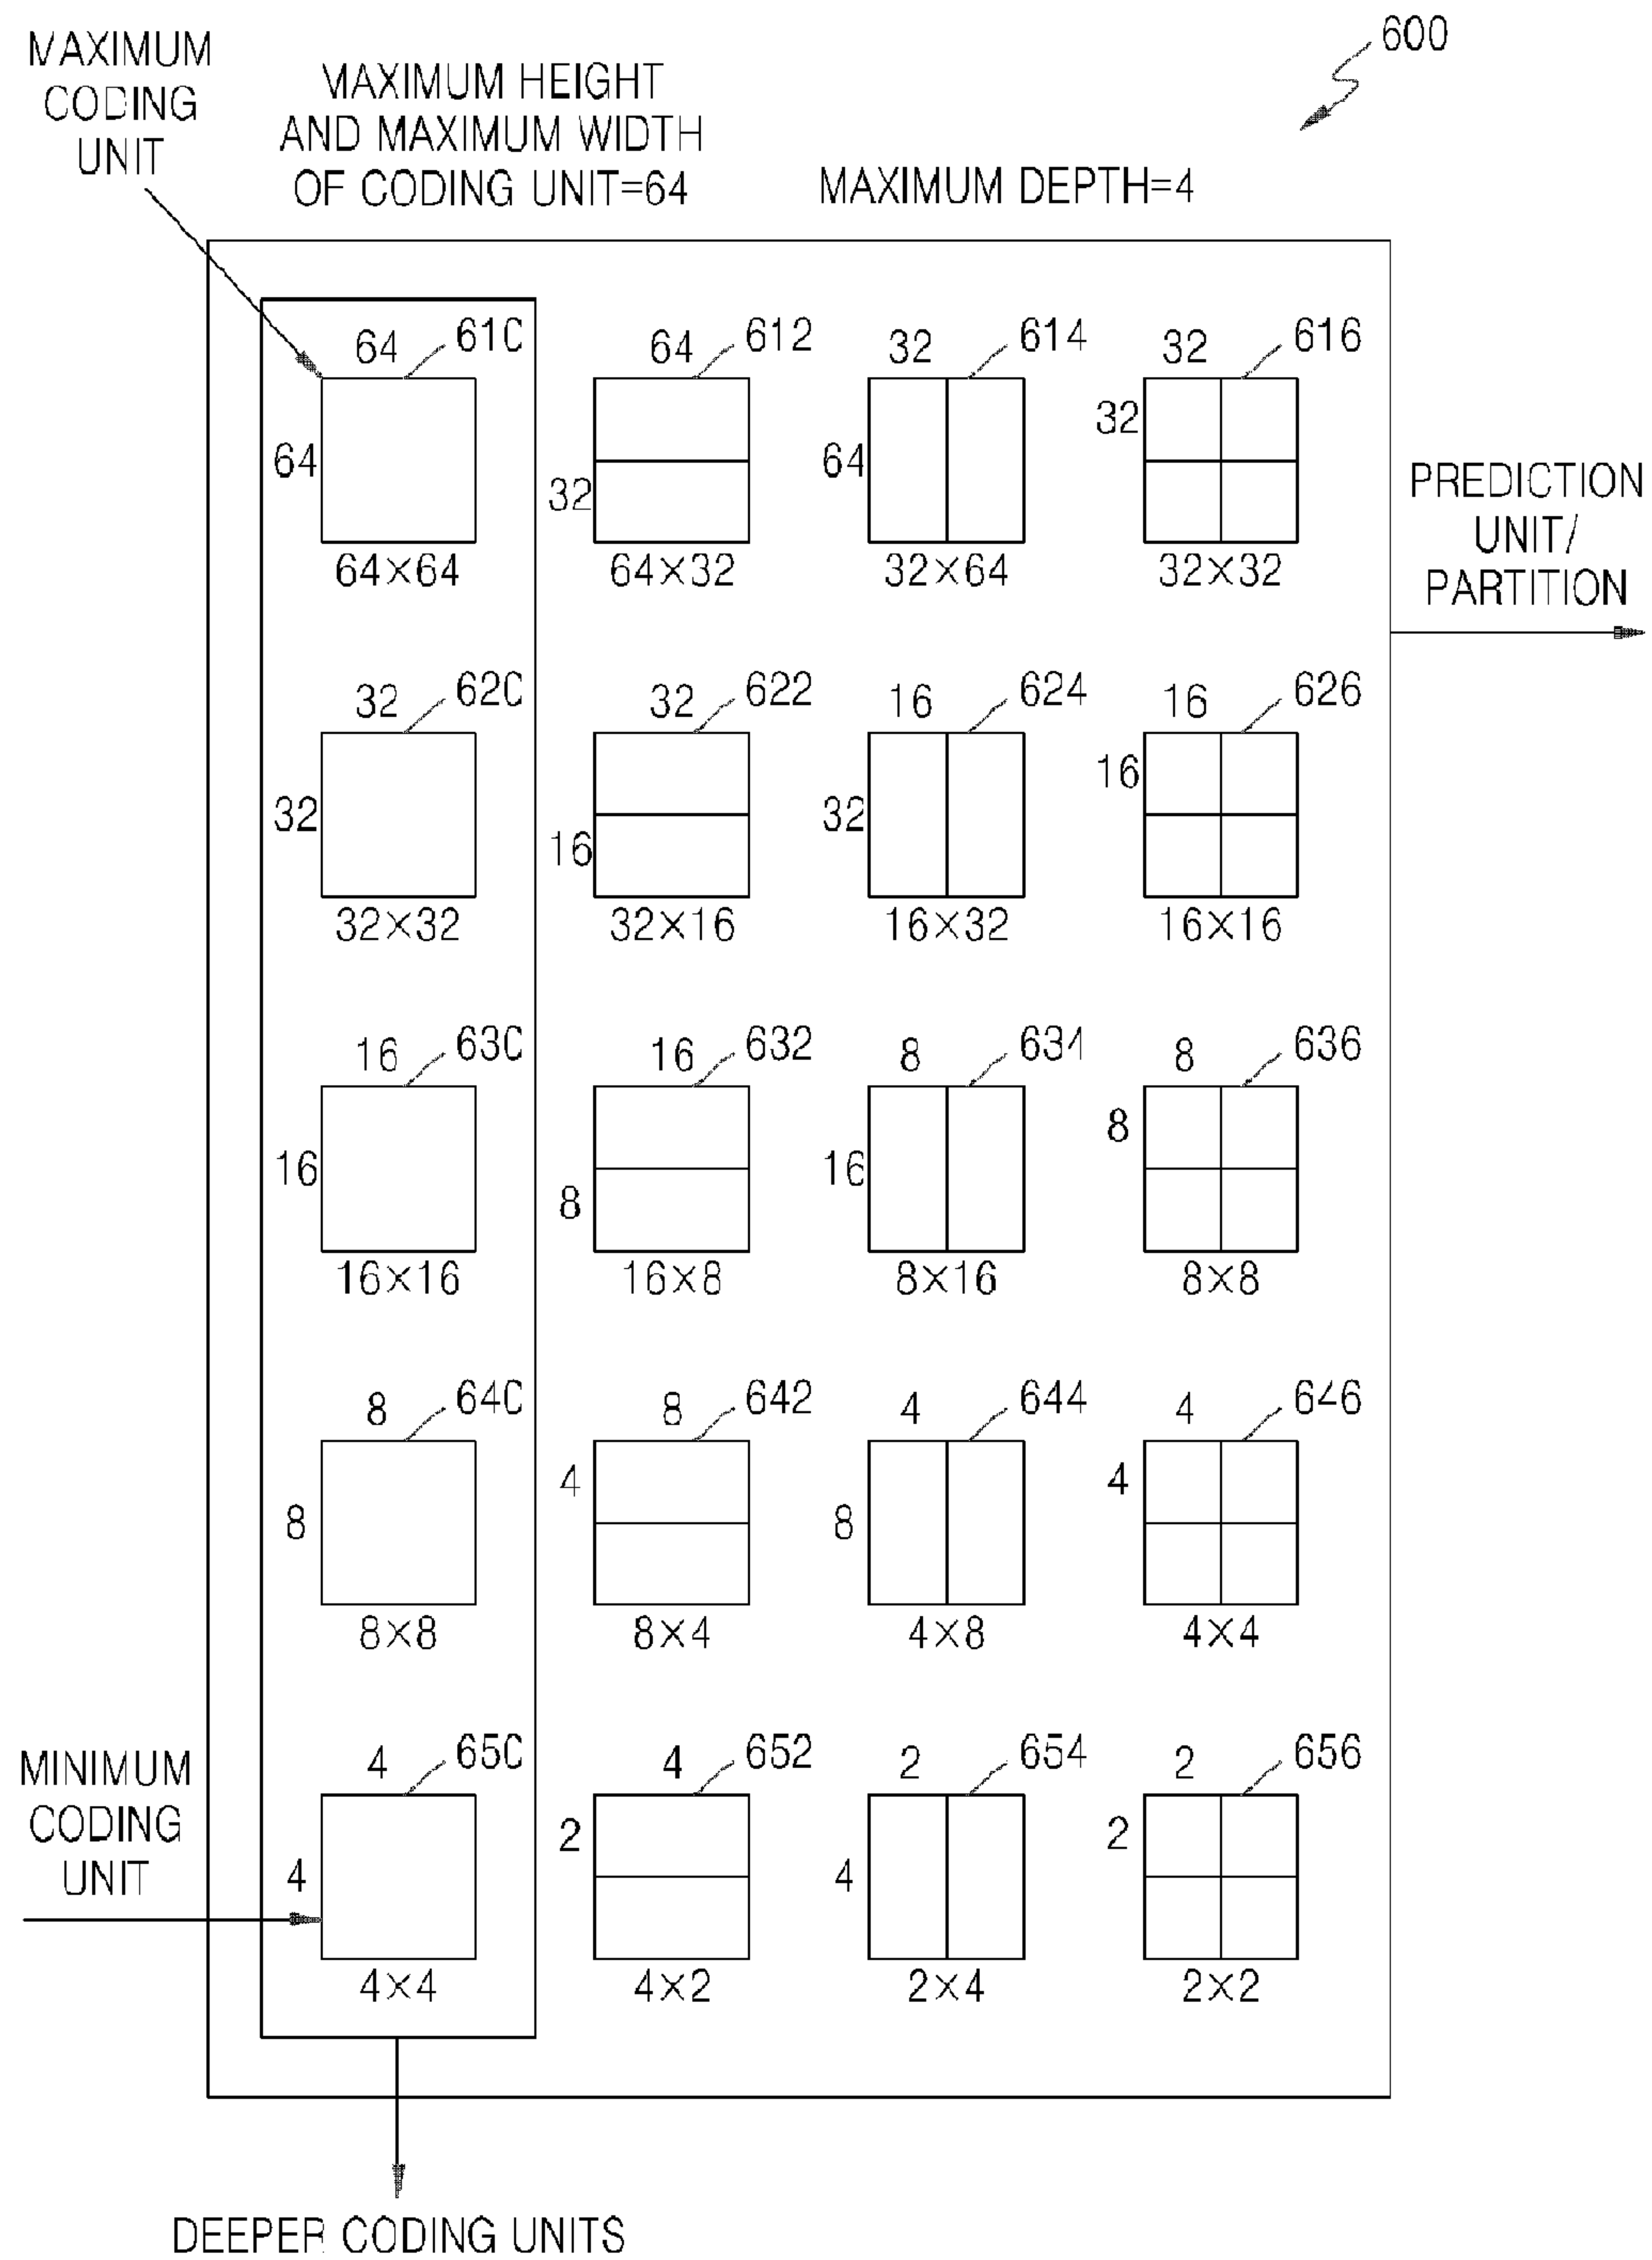 600
MAXIMUM
CODING
UNIT
MAXIMUM HEIGHT
AND MAXIMUM WIDTH
OF CODING UNIT=64
MAXIMUM DEPTH=4
64 610 64 612 32 614 32 616
64 32 64 32
64×64 64×32 32×64 32×32
PREDICTION
UNIT/
PARTITION
32 620 32 622 16 624 16 626
32 16 32 16
32×32 32×16 16×32 16×16
16 630 16 632 8 634 8 636
16 8 16 8
16×16 16×8 8×16 8×8
8 640 8 642 4 644 4 646
8 4 8 4
8×8 8×4 4×8 4×4
MINIMUM
CODING
UNIT
4 650 4 652 2 654 2 656
4 2 4 2
4×4 4×2 2×4 2×2
DEEPER CODING UNITS